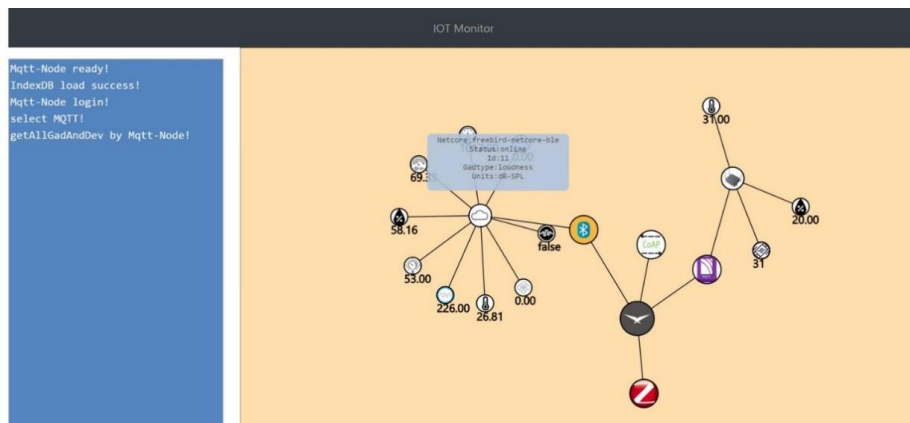 IOT Monitor
Mqtt-Node ready!
IndexDB load success!
Mqtt-Node login!
select MQTT!
getAllGadAndDev by Mqtt-Node!
Netcore:freebird-netcore-ble
Status:online
Id:11
Gadtype:loudness
Units:dB-SPL
0.00
69.
58.16
53.00
226.00
26.81
0.00
false
CoAP
31.00
20.00
31